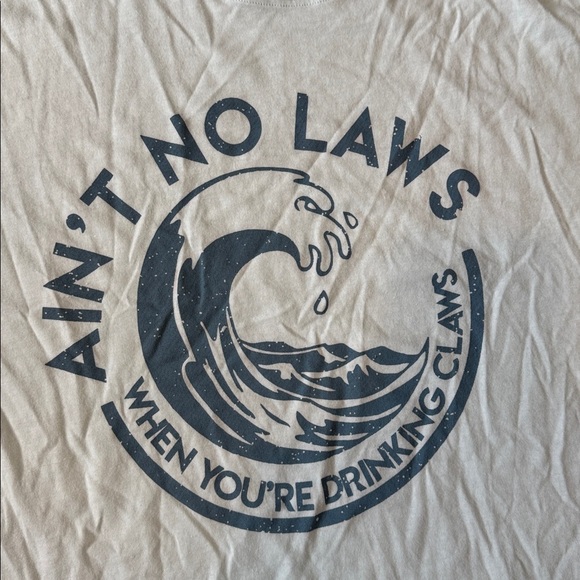 AIN'T NO LAWS
WHEN YOU'RE DRINKING CLAWS